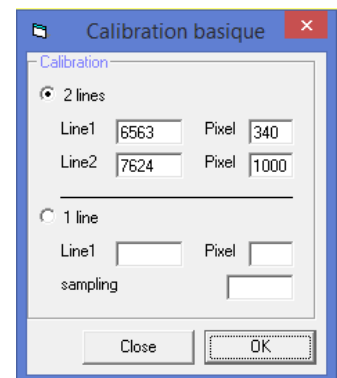 Calibration basique
Calibration
2 lines
Line1 6563 Pixel 340
Line2 7624 Pixel 1000
1 line
Line1 Pixel
sampling
Close OK